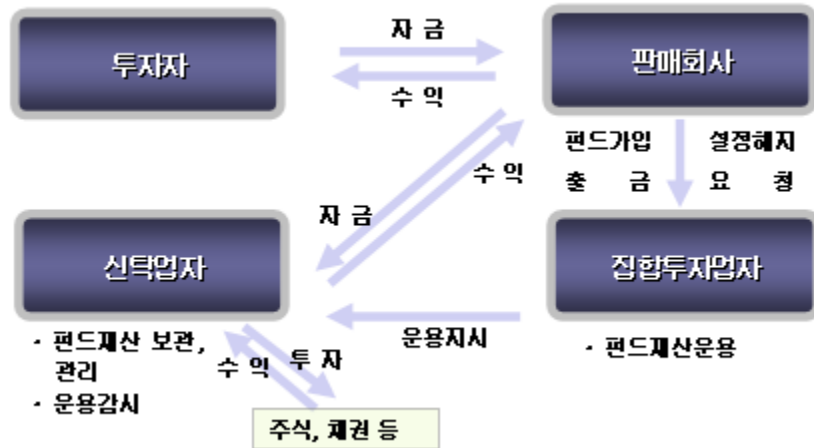 자 금
투자자
판매회사
수 익
펀드가입 설정해지
출 금 요 청
수 익
자 금
신탁업자
집합투자업자
운용지시
· 펀드재산 보관,
관리
· 운용감시
수 익
투 자
· 펀드재산운용
주식, 채권 등